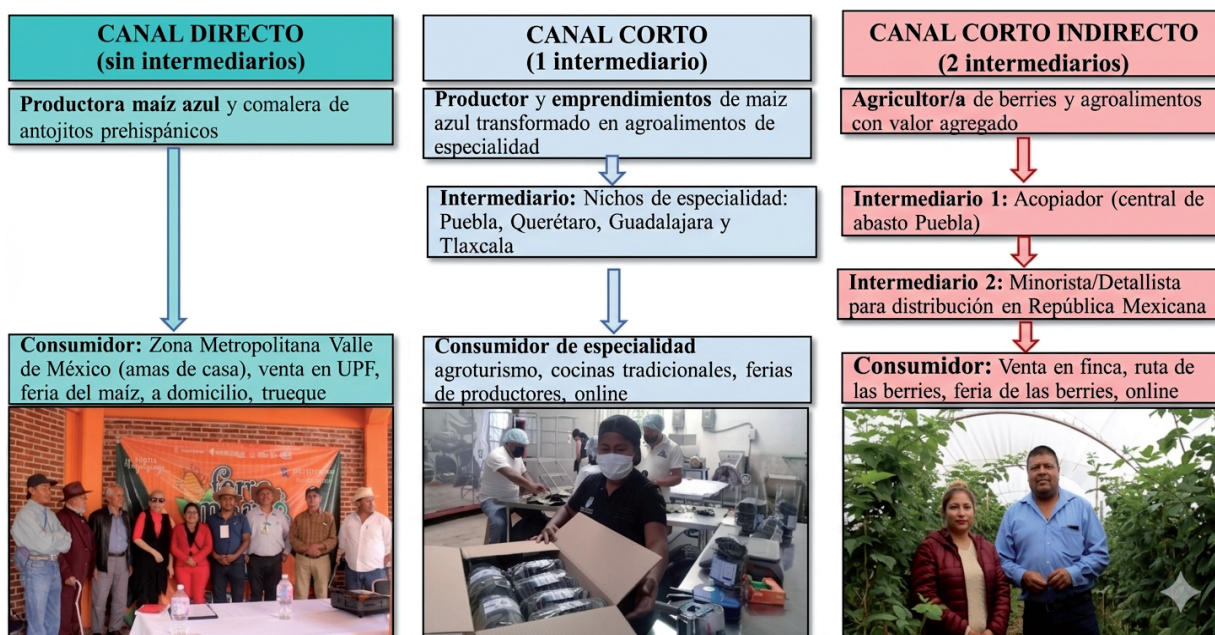 CANAL DIRECTO
(sin intermediarios)
Productora maíz azul y comalera de
antojitos prehispánicos
Consumidor: Zona Metropolitana Valle
de México (amas de casa), venta en UPF,
feria del maíz, a domicilio, trueque
CANAL CORTO
(1 intermediario)
Productor y emprendimientos de maiz
azul transformado en agroalimentos de
especialidad
Intermediario: Nichos de especialidad:
Puebla, Querétaro, Guadalajara y
Tlaxcala
Consumidor de especialidad
agroturismo, cocinas tradicionales, ferias
de productores, online
CANAL CORTO INDIRECTO
(2 intermediarios)
Agricultor/a de berries y agroalimentos
con valor agregado
Intermediario 1: Acopiador (central de
abasto Puebla)
Intermediario 2: Minorista/Detallista
para distribución en República Mexicana
Consumidor: Venta en finca, ruta de
las berries, feria de las berries, online